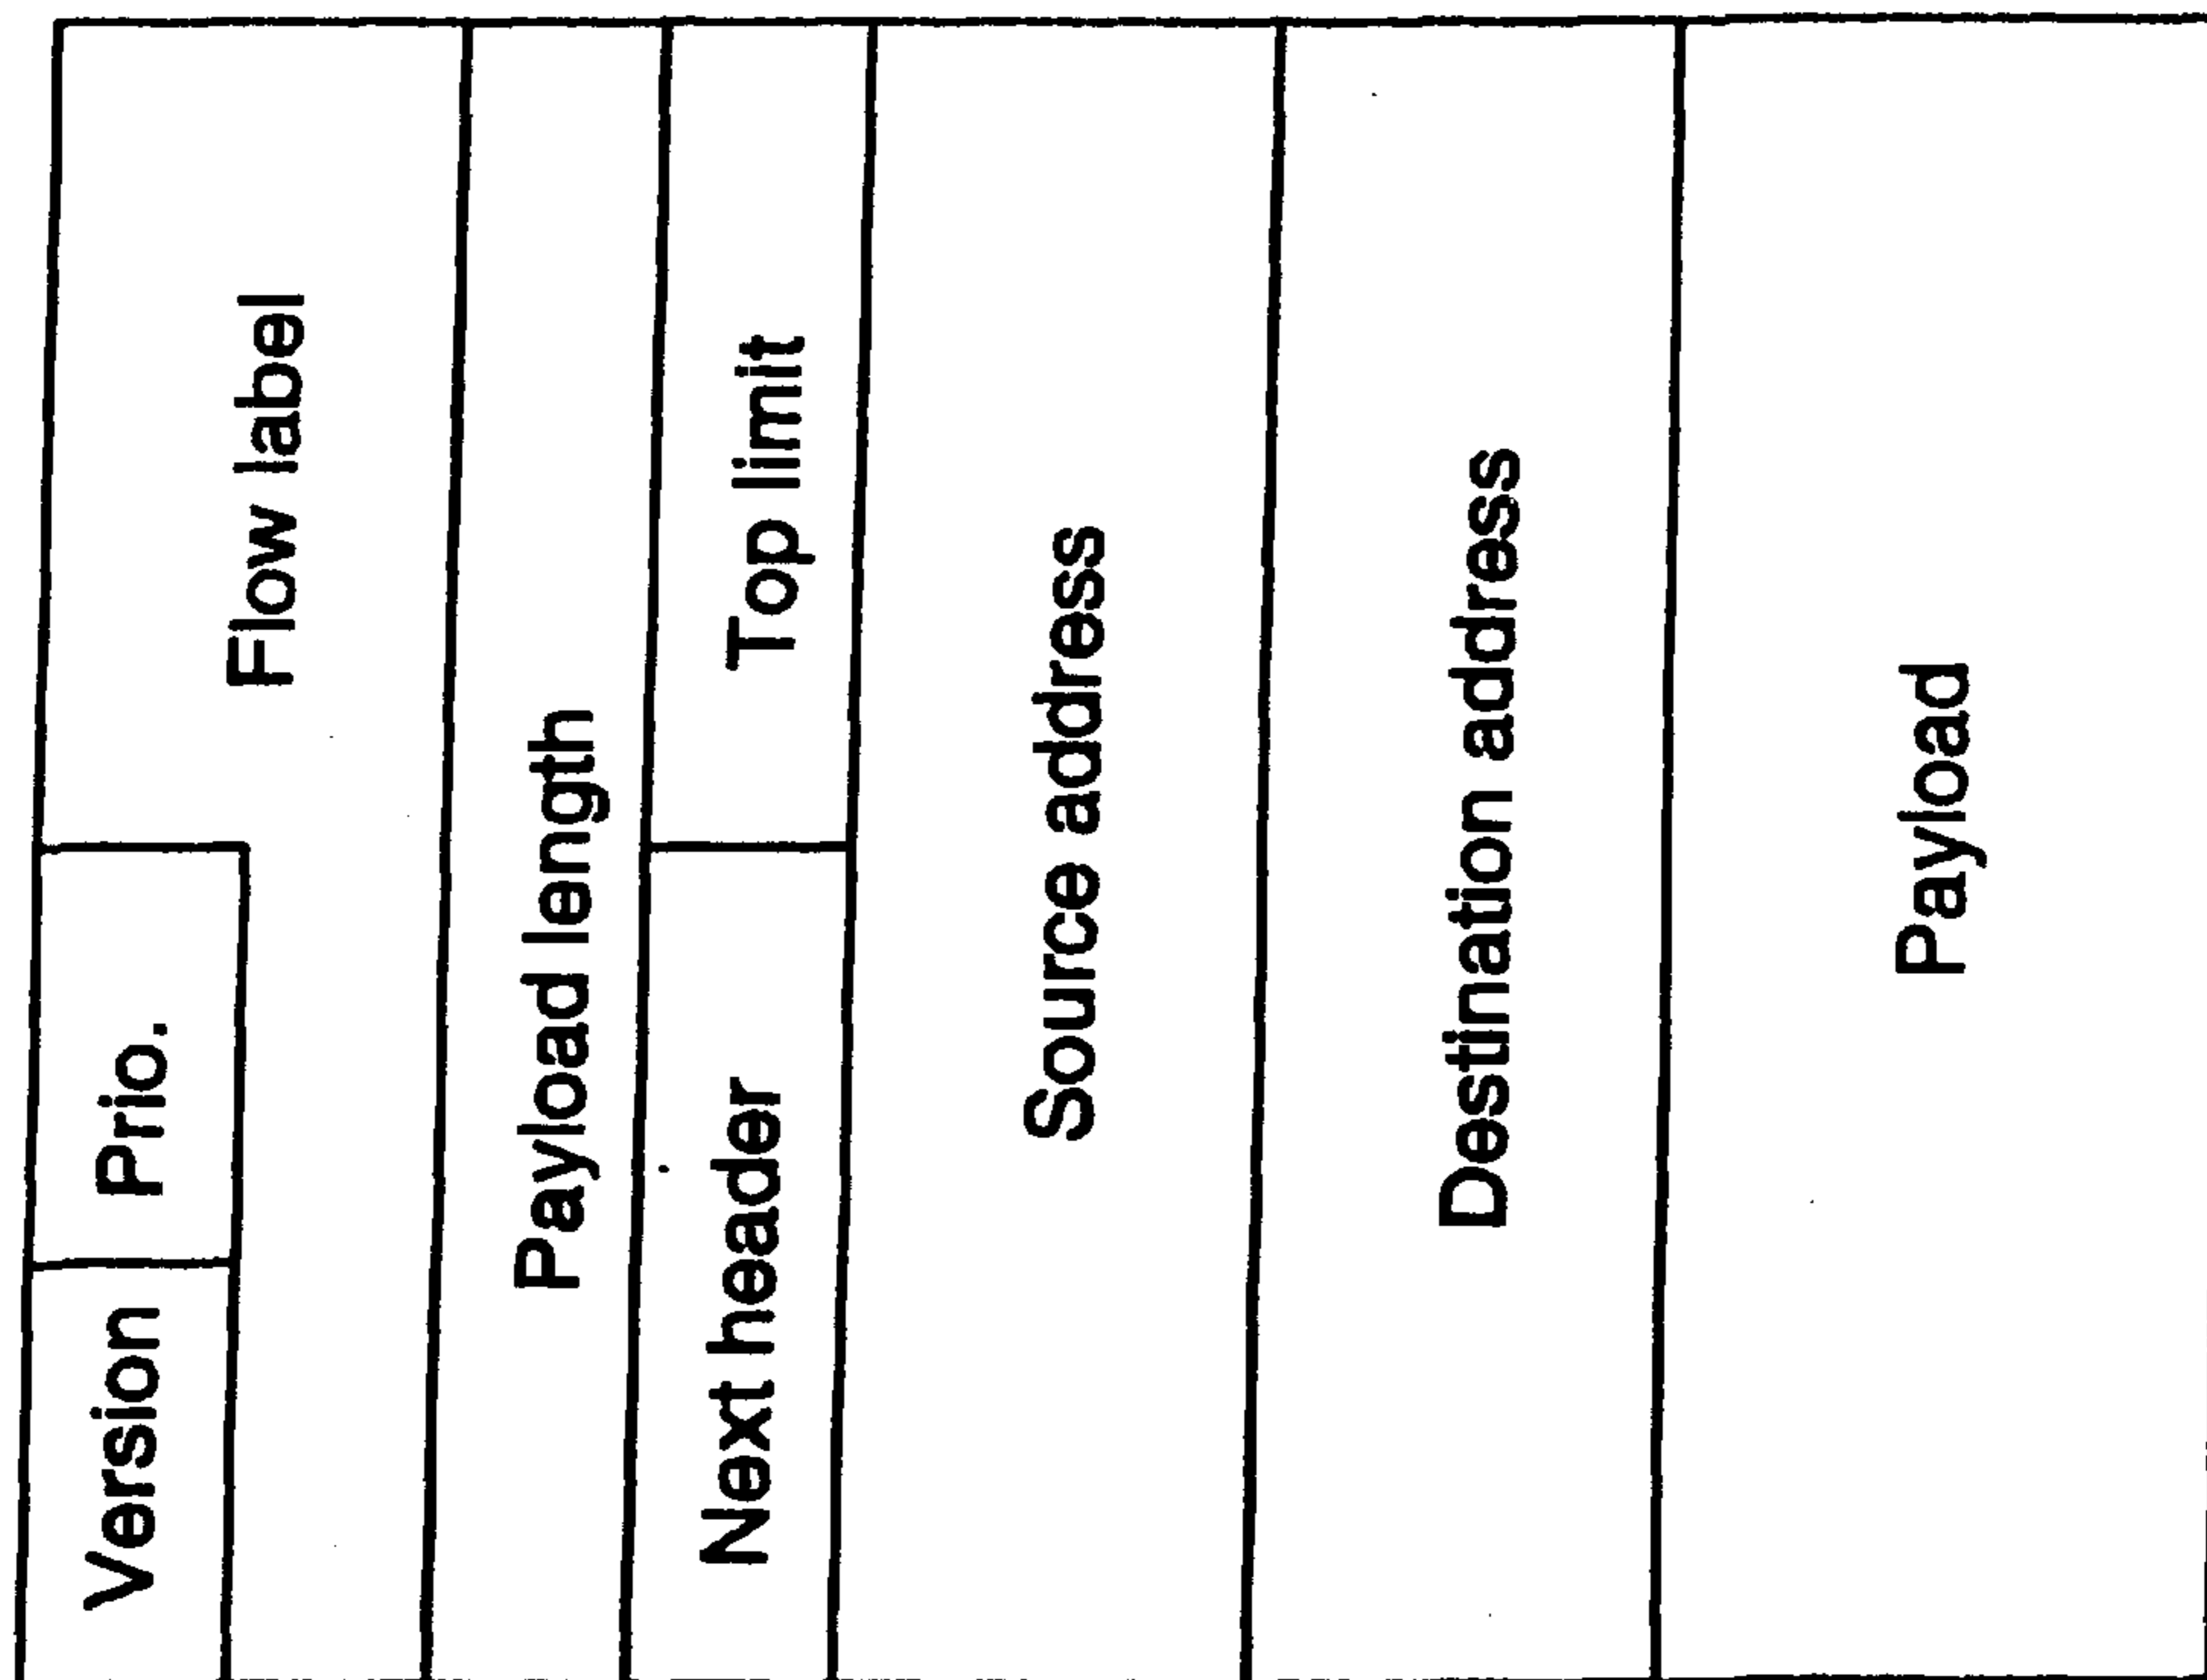 Version
Prio.
Flow label
Payload length
Next header
Top limit
Source address
Destination address
Payload